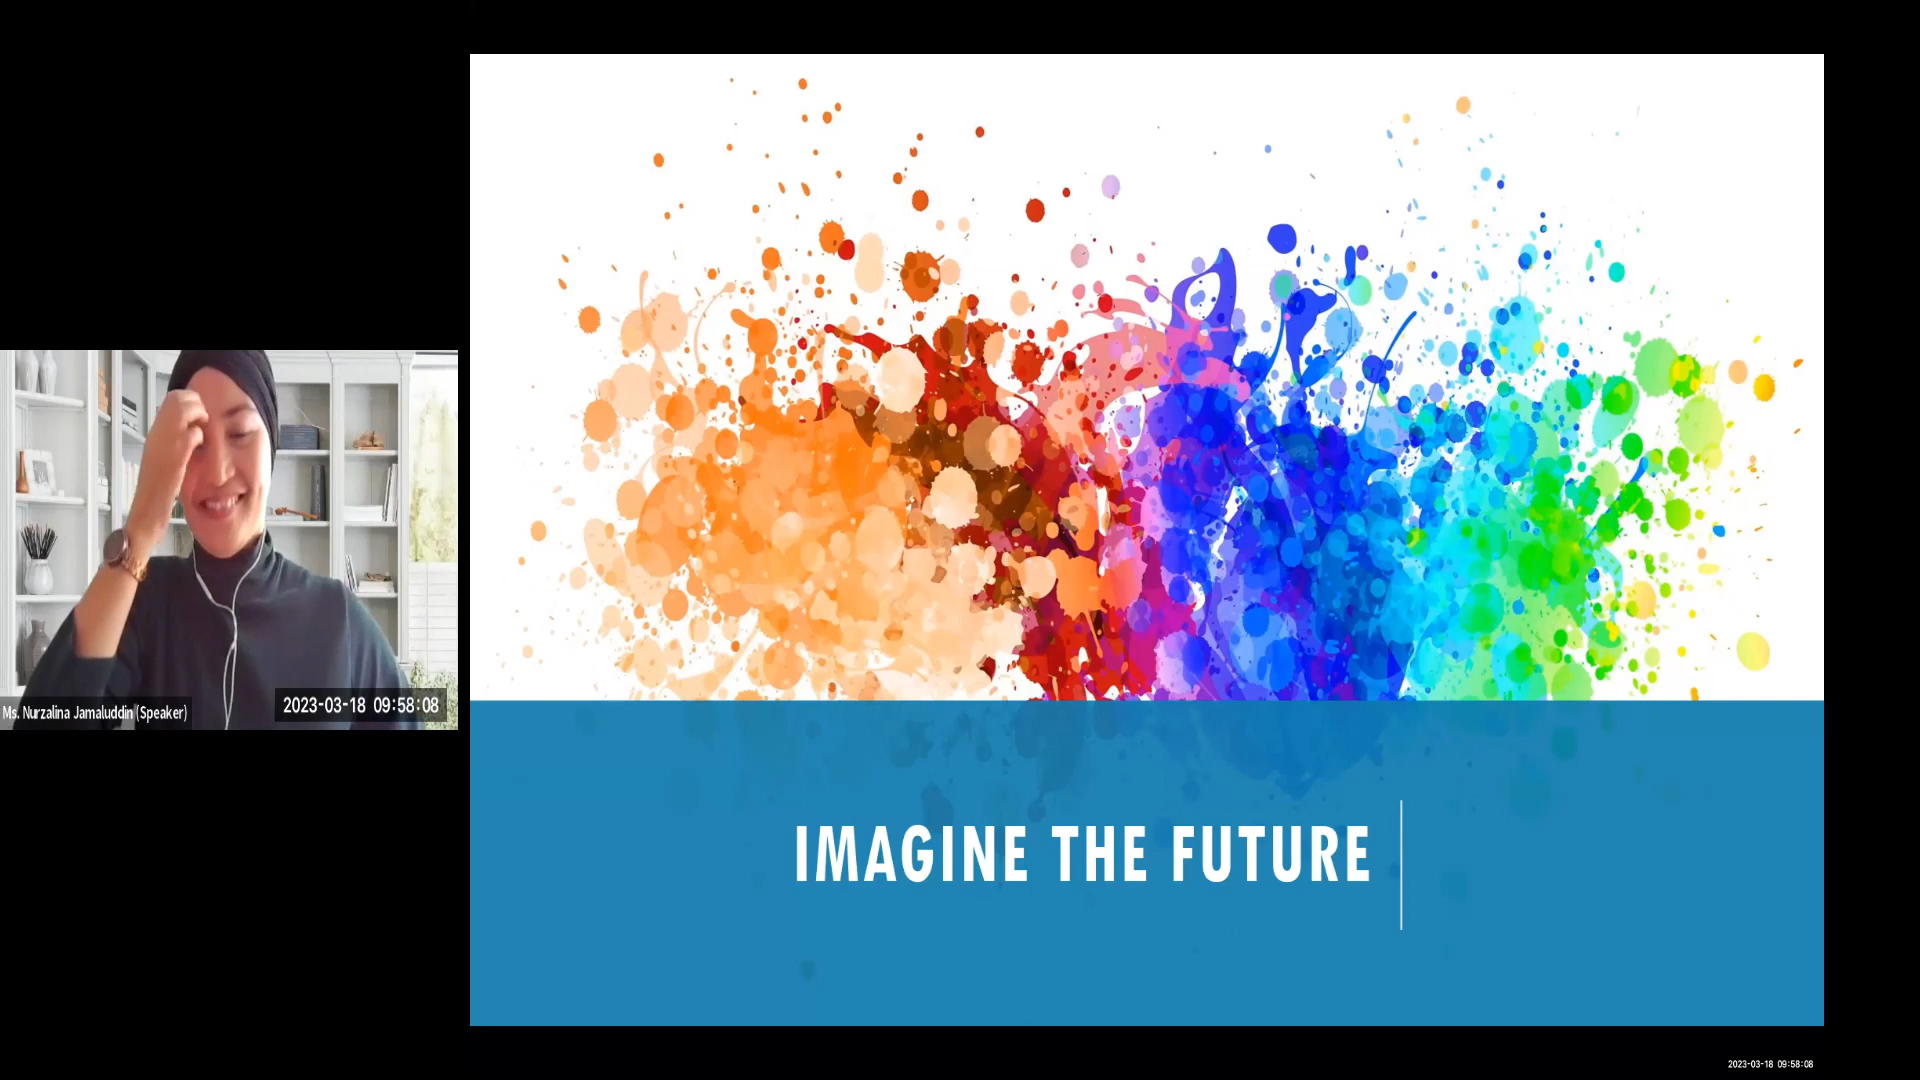 Ms. Nurzalina Jamaluddin (Speaker)
2023-03-18 09:58:08
IMAGINE THE FUTURE
2023-03-18 09:58:08